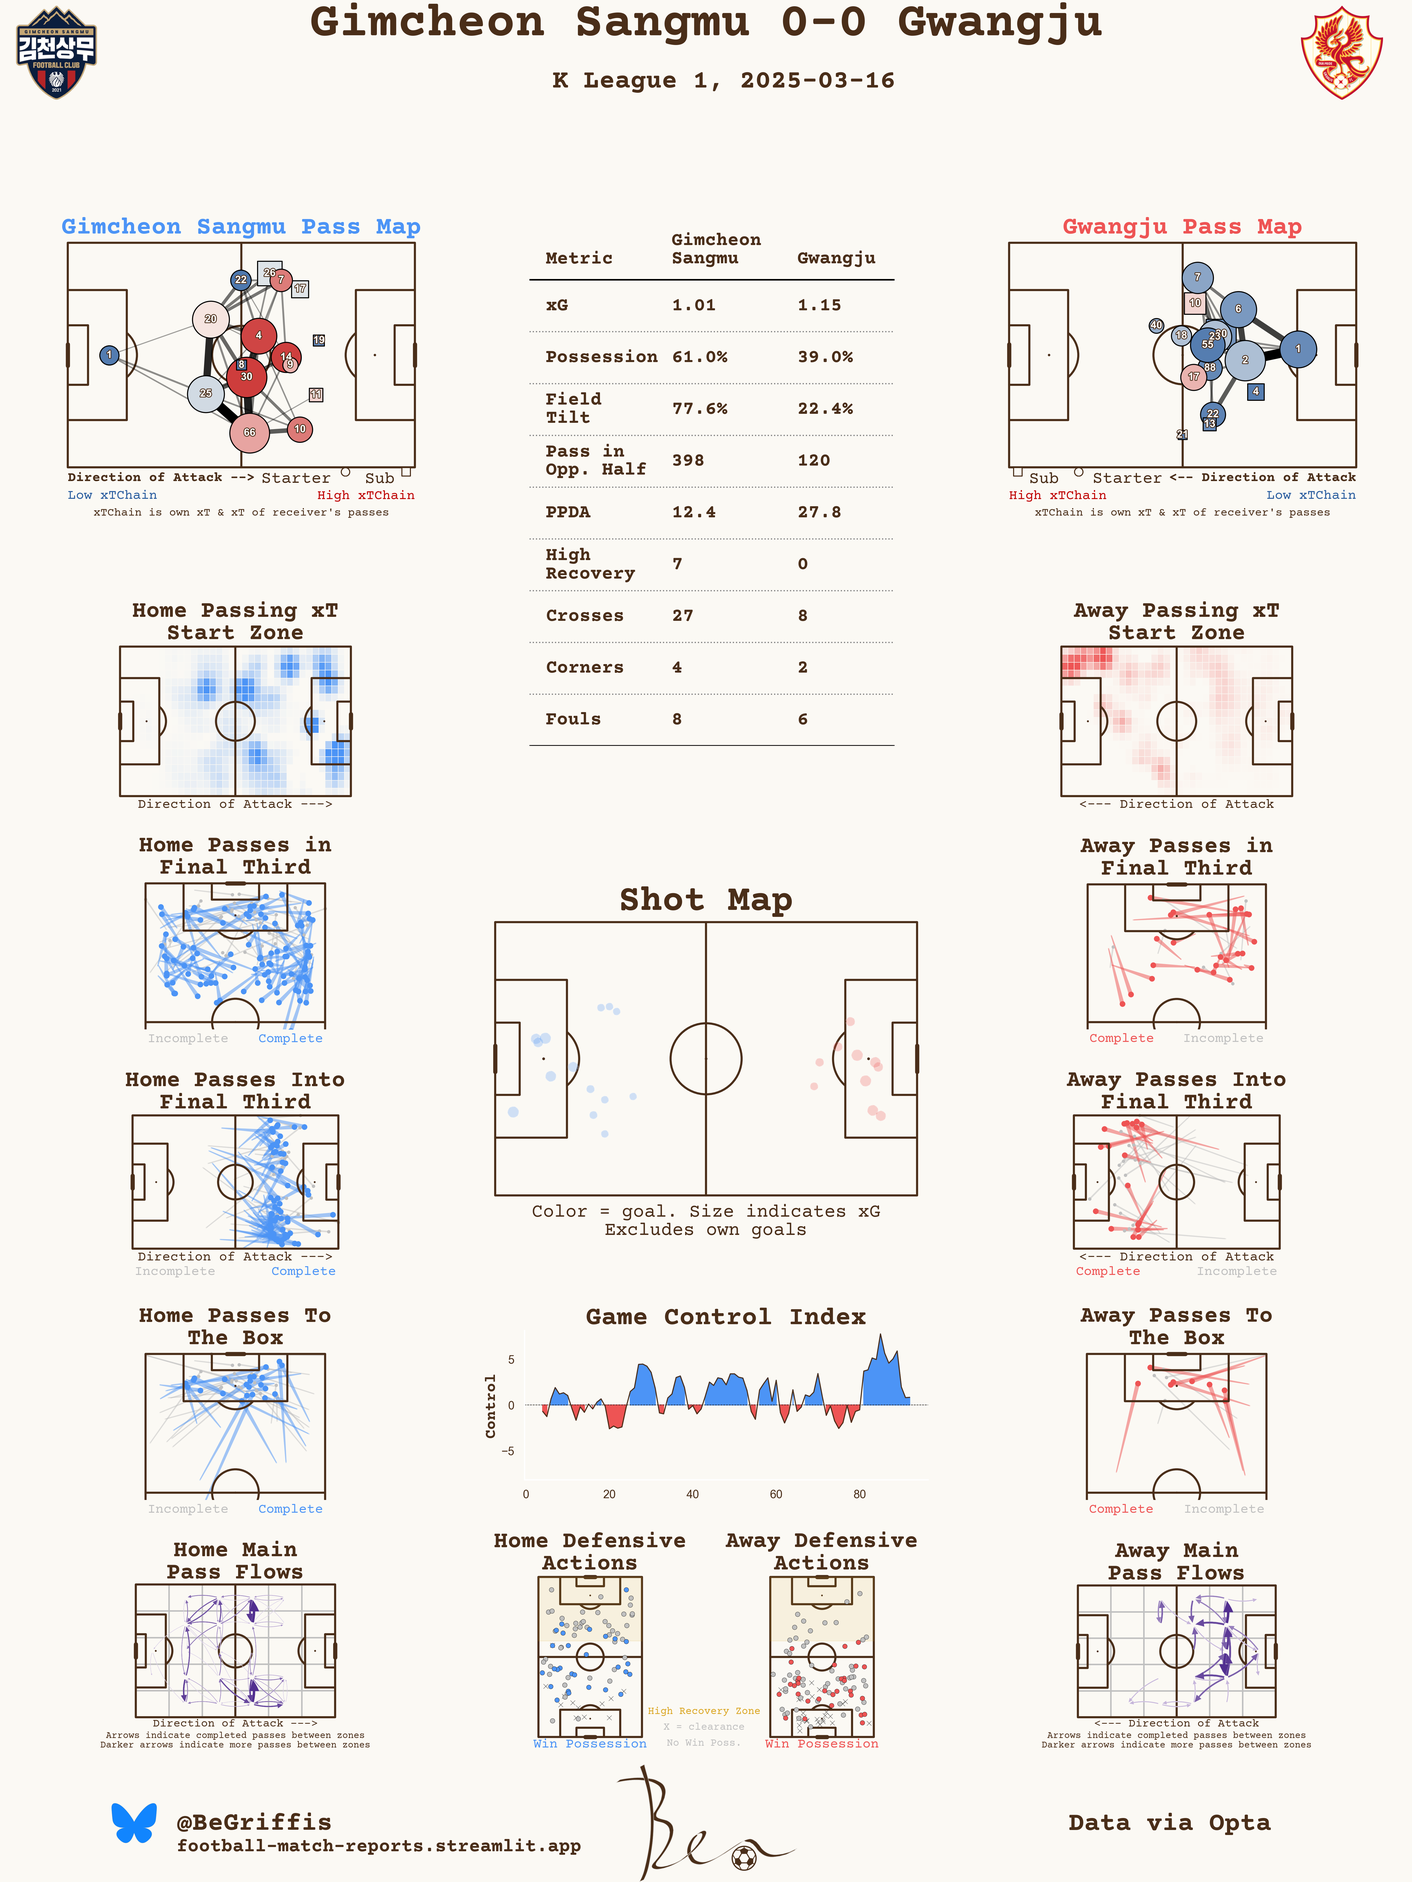 Gimcheon Sangmu 0-0 Gwangju
K League 1, 2025-03-16
GIMCHEON SANGMU
김천상무
FOOTBALL CLUB
2021
Gimcheon Sangmu Pass Map
22
26
7
17
20
4
19
1
14
9
8
30
25
11
66
10
Direction of Attack --> Starter Sub
Low xTChain High xTChain
xTChain is own xT & xT of receiver's passes
Metric Gimcheon Sangmu Gwangju
xG 1.01 1.15
Possession 61.0% 39.0%
Field Tilt 77.6% 22.4%
Pass in Opp. Half 398 120
PPDA 12.4 27.8
High Recovery 7 0
Crosses 27 8
Corners 4 2
Fouls 8 6
Gwangju Pass Map
7
10
6
40
18
23
30
55
1
2
88
17
4
22
13
21
Sub Starter <-- Direction of Attack
High xTChain Low xTChain
xTChain is own xT & xT of receiver's passes
Home Passing xT
Start Zone
Direction of Attack --->
Away Passing xT
Start Zone
<--- Direction of Attack
Home Passes in
Final Third
Incomplete Complete
Away Passes in
Final Third
Complete Incomplete
Shot Map
Color = goal. Size indicates xG
Excludes own goals
Home Passes Into
Final Third
Direction of Attack --->
Incomplete Complete
Away Passes Into
Final Third
<--- Direction of Attack
Complete Incomplete
Home Passes To
The Box
Incomplete Complete
Game Control Index
Control
5
0
−5
0 20 40 60 80
Away Passes To
The Box
Complete Incomplete
Home Main
Pass Flows
Direction of Attack --->
Arrows indicate completed passes between zones
Darker arrows indicate more passes between zones
Home Defensive
Actions
Win Possession
Away Defensive
Actions
Win Possession
High Recovery Zone
X = clearance
No Win Poss.
Away Main
Pass Flows
<--- Direction of Attack
Arrows indicate completed passes between zones
Darker arrows indicate more passes between zones
@BeGriffis
football-match-reports.streamlit.app
Ben
Data via Opta